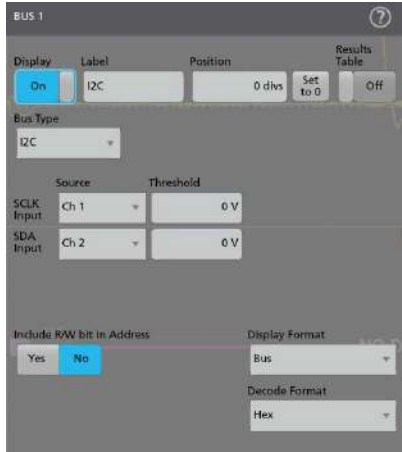 BUS 1
?
Display Label Position Results Table
On I2C 0 divs Set to 0 Off
Bus Type
I2C
Source Threshold
SCLK Input Ch 1 0 V
SDA Input Ch 2 0 V
Include R/W bit in Address Display Format
Yes No Bus
Decode Format
Hex